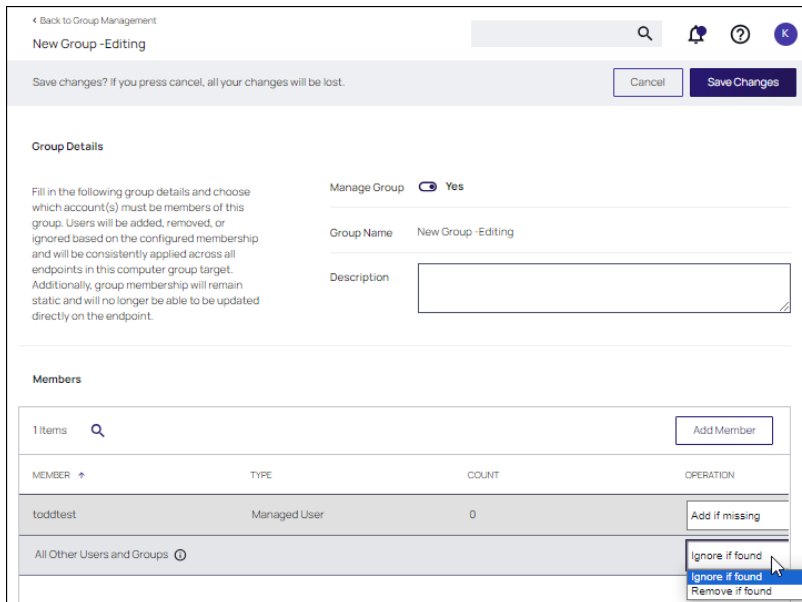 Back to Group Management
New Group -Editing
K
Save changes? If you press cancel, all your changes will be lost.
Cancel
Save Changes
Group Details
Fill in the following group details and choose
which account(s) must be members of this
group. Users will be added, removed, or
ignored based on the configured membership
and will be consistently applied across all
endpoints in this computer group target.
Additionally, group membership will remain
static and will no longer be able to be updated
directly on the endpoint.
Manage Group Yes
Group Name New Group -Editing
Description
Members
1 Items
Add Member
MEMBER TYPE COUNT OPERATION
toddtest Managed User 0 Add if missing
All Other Users and Groups Ignore if found
Ignore if found
Remove if found